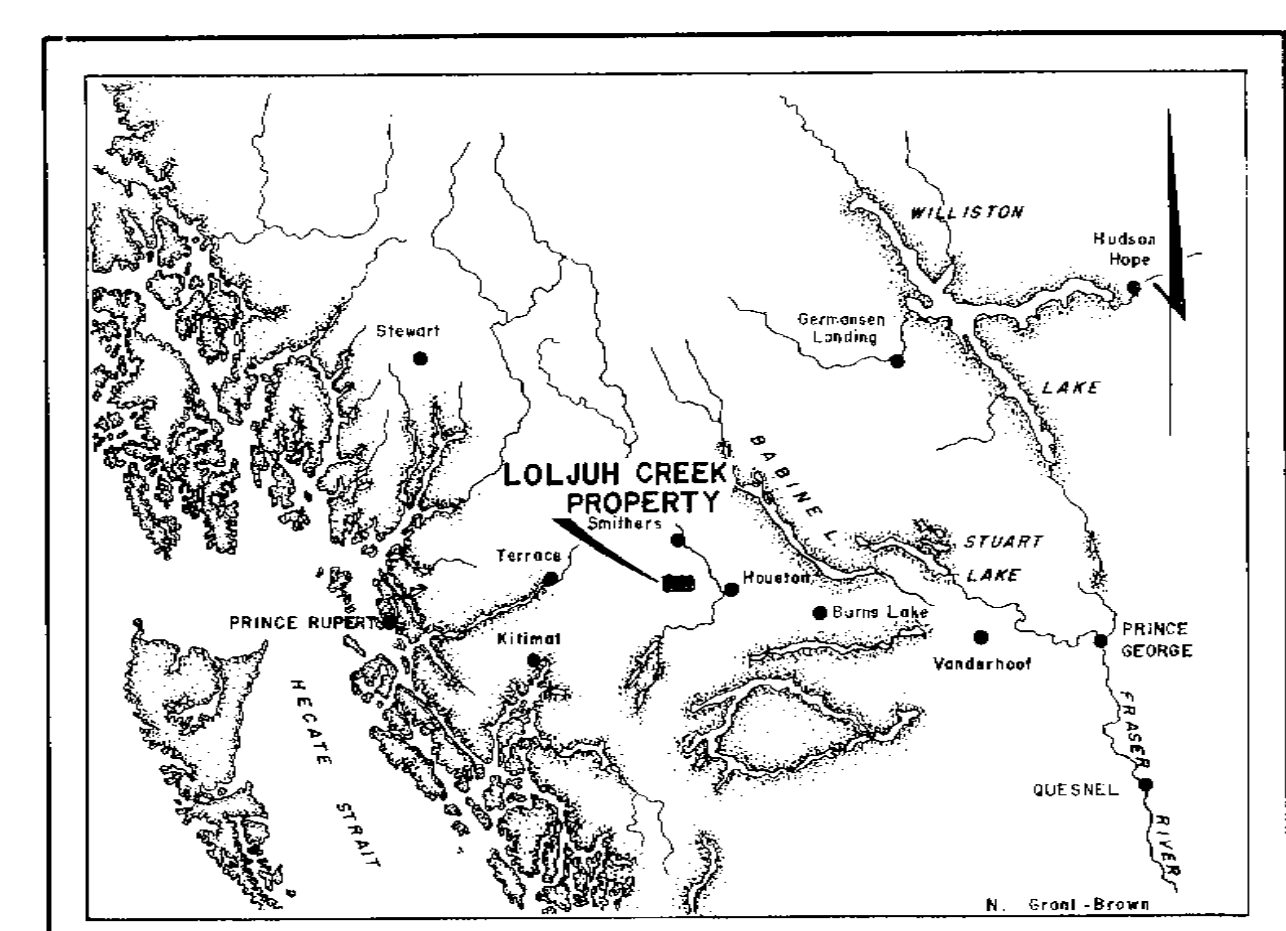 WILLISTON
Hudson
Hope
Germansen
Landing
Stewart
LAKE
BABINE L.
LOLJUH CREEK
PROPERTY
Smithers
STUART
LAKE
Terrace
Houston
Burns Lake
PRINCE RUPERT
Kitimat
PRINCE
GEORGE
Vanderhoof
HECATE
STRAIT
FRASER
RIVER
QUESNEL
N. Grant-Brown